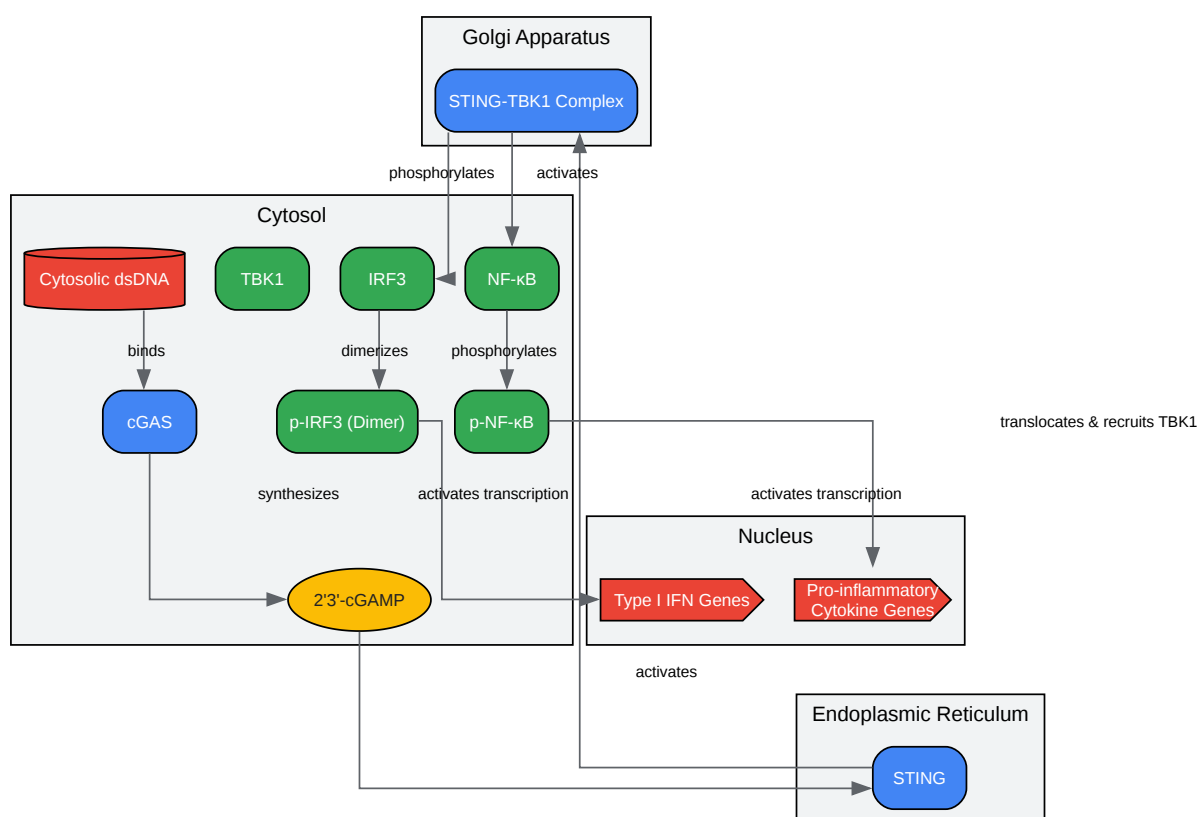 Golgi Apparatus
STING-TBK1 Complex
phosphorylates
activates
Cytosol
Cytosolic dsDNA
TBK1
IRF3
NF-κB
binds
dimerizes
phosphorylates
cGAS
p-IRF3 (Dimer)
p-NF-κB
translocates & recruits TBK1
synthesizes
activates transcription
activates transcription
Nucleus
2'3'-cGAMP
Type I IFN Genes
Pro-inflammatory
Cytokine Genes
activates
Endoplasmic Reticulum
STING